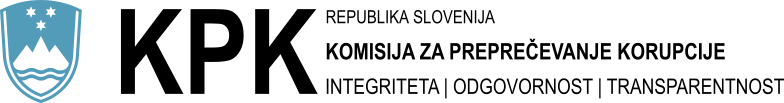 KPK
REPUBLIKA SLOVENIJA
KOMISIJA ZA PREPREČEVANJE KORUPCIJE
INTEGRITETA | ODGOVORNOST | TRANSPARENTNOST